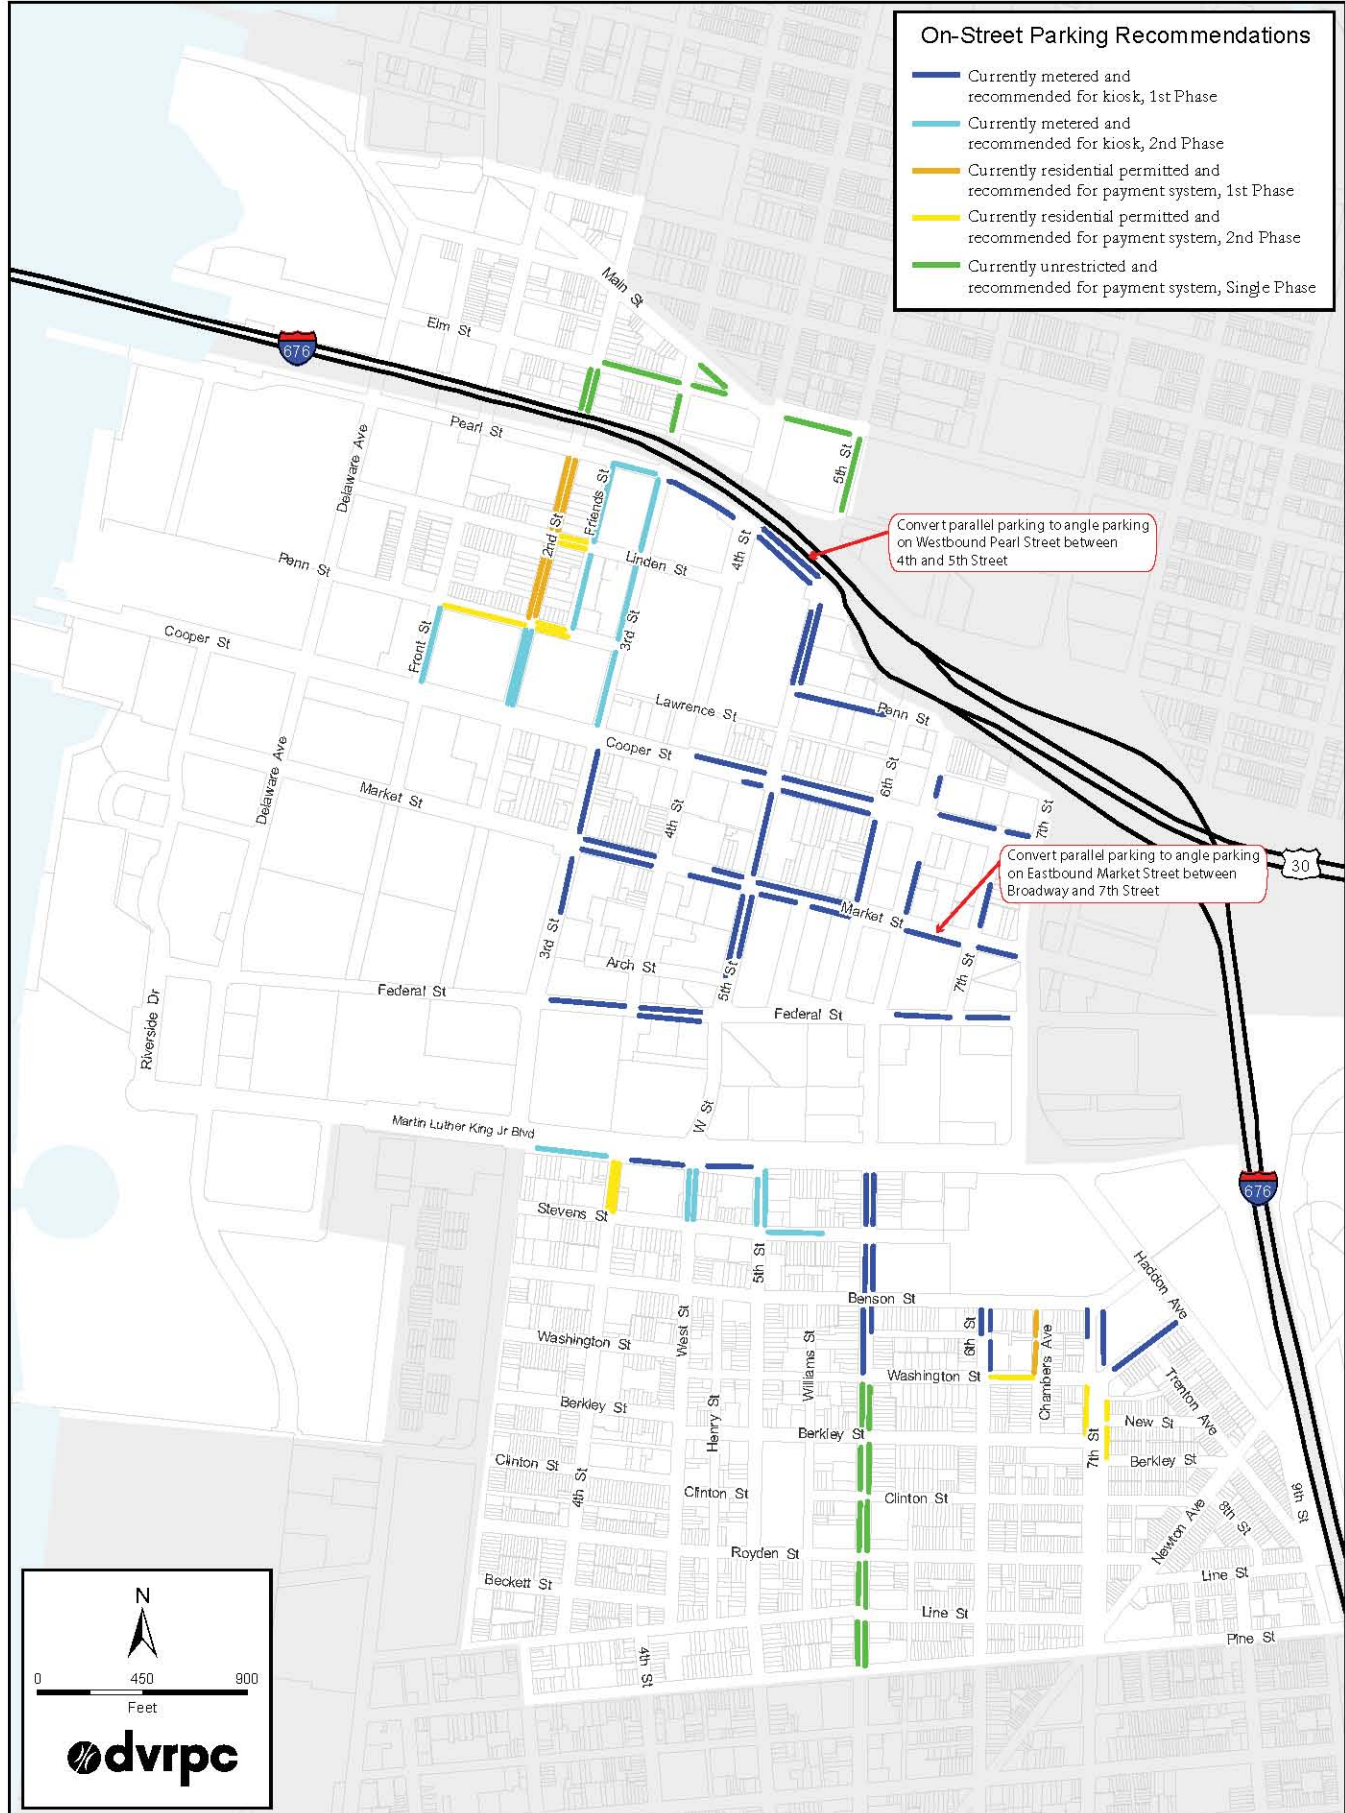 On-Street Parking Recommendations
Currently metered and
recommended for kiosk, 1st Phase
Currently metered and
recommended for kiosk, 2nd Phase
Currently residential permitted and
recommended for payment system, 1st Phase
Currently residential permitted and
recommended for payment system, 2nd Phase
Currently unrestricted and
recommended for payment system, Single Phase
Main St
Elm St
676
Pearl St
Delaware Ave
5th St
Friends St
2nd St
4th St
Convert parallel parking to angle parking
on Westbound Pearl Street between
4th and 5th Street
Linden St
Penn St
Cooper St
Front St
3rd St
Lawrence St
Penn St
Cooper St
6th St
Delaware Ave
Market St
4th St
7th St
Convert parallel parking to angle parking
on Eastbound Market Street between
Broadway and 7th Street
30
Market St
3rd St
Arch St
5th St
7th St
Federal St
Federal St
Riverside Dr
W St
Martin Luther King Jr Blvd
676
Stevens St
5th St
Haddon Ave
Benson St
Washington St
West St
Williams St
6th St
Chambers Ave
Washington St
Trenton Ave
Berkley St
Henry St
Berkley St
New St
7th St
Berkley St
Clinton St
4th St
Clinton St
Clinton St
9th St
8th St
Newton Ave
Royden St
Line St
Beckett St
Line St
Pine St
4th St
N
0 450 900
Feet
dvrpc